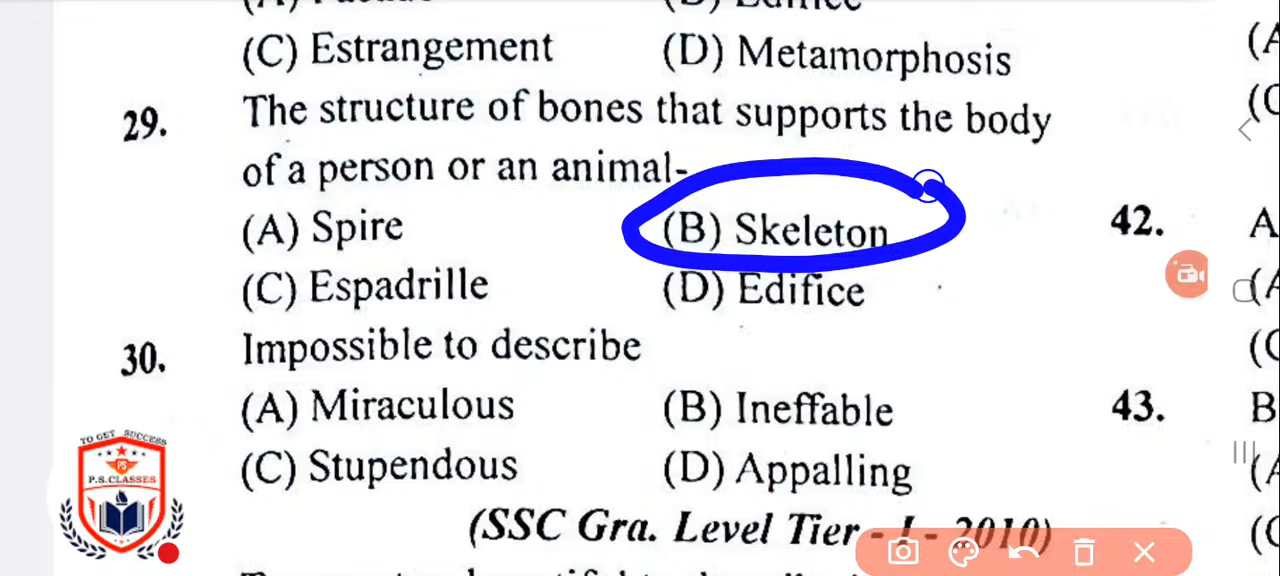 (C) Estrangement (D) Metamorphosis
29. The structure of bones that supports the body
of a person or an animal-
(A) Spire (B) Skeleton
(C) Espadrille (D) Edifice
30. Impossible to describe
(A) Miraculous (B) Ineffable
(C) Stupendous (D) Appalling
(SSC Gra. Level Tier - I - 2010)
42. A
43. B
TO GET SUCCESS
PS
P.S.CLASSES